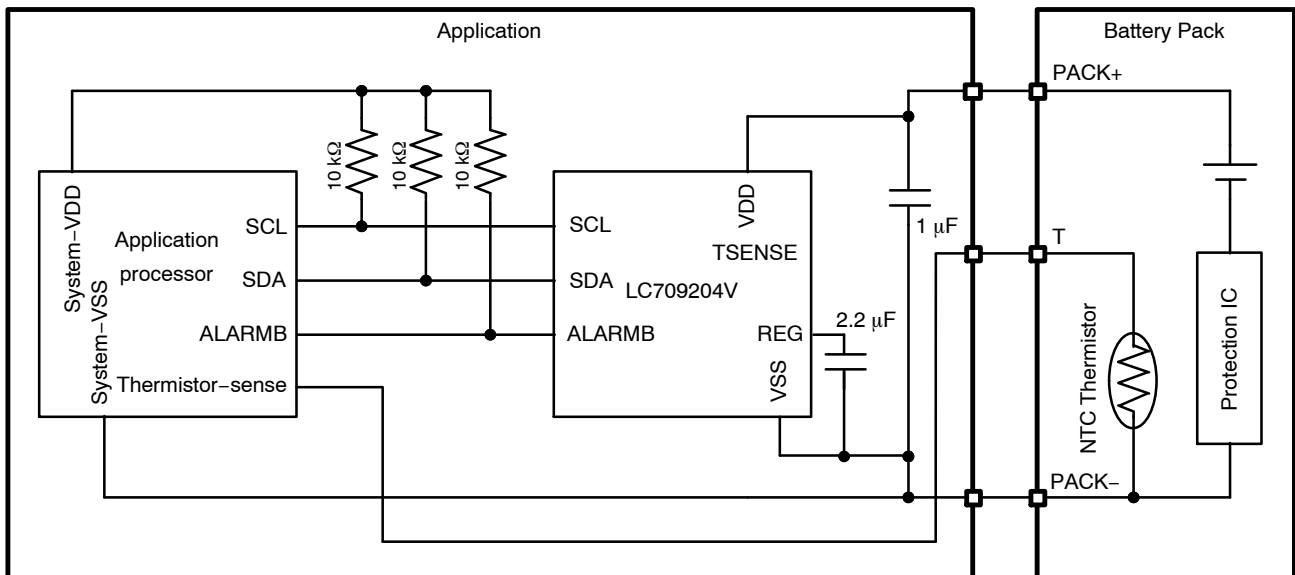 Application
Battery Pack
PACK+
10 kΩ
10 kΩ
10 kΩ
System−VDD
System−VSS
Application
processor
SCL
SDA
ALARMB
Thermistor−sense
SCL
SDA
ALARMB
VDD
TSENSE
LC709204V
REG
VSS
2.2 µF
1 µF
T
NTC Thermistor
Protection IC
PACK−